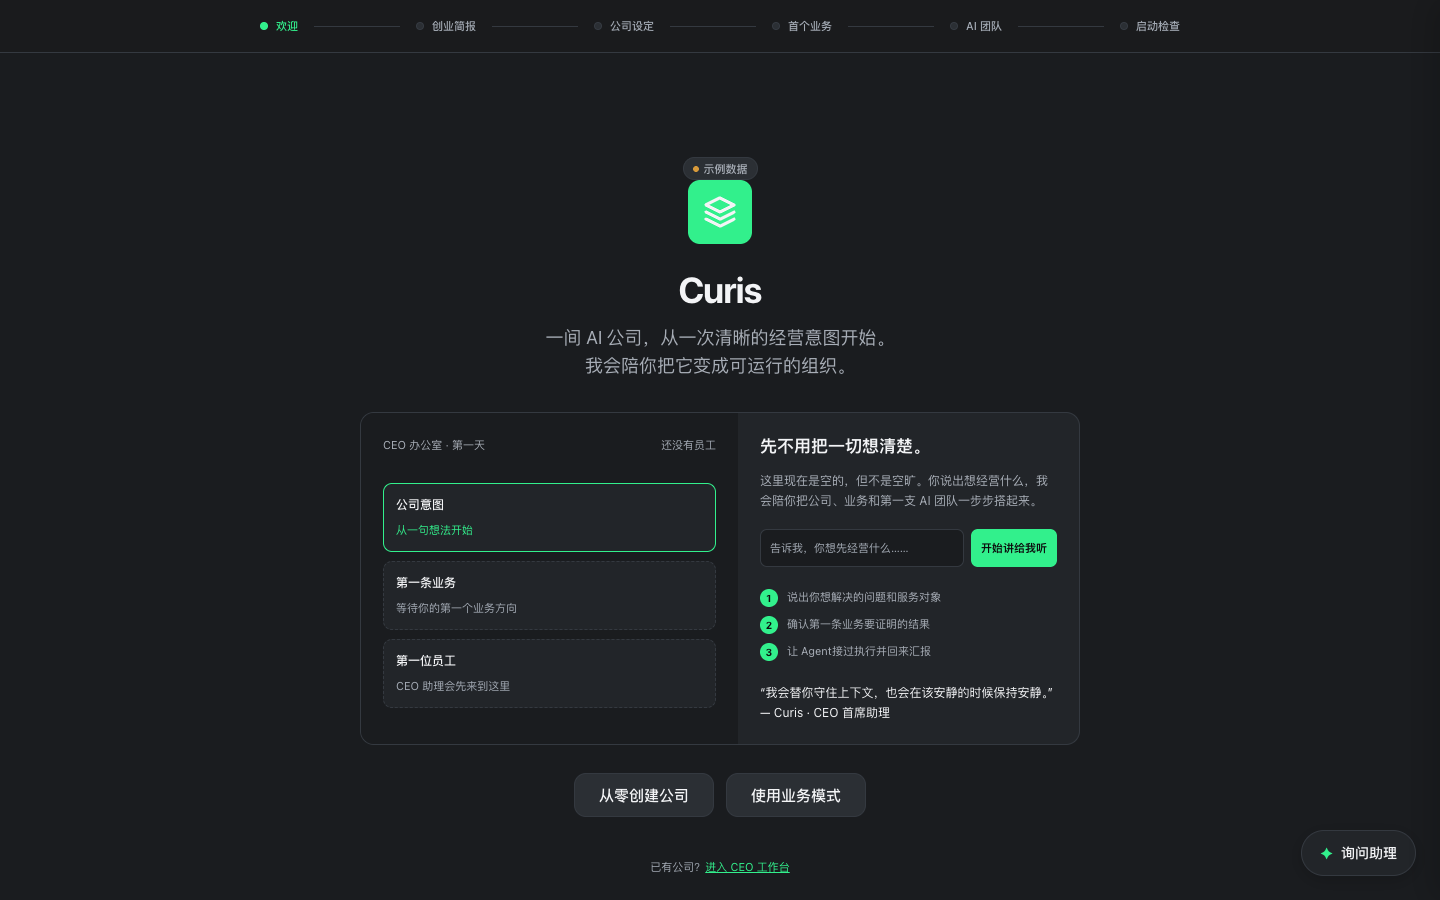 欢迎
创业简报
公司设定
首个业务
AI 团队
启动检查
示例数据
Curis
一间 AI 公司，从一次清晰的经营意图开始。
我会陪你把它变成可运行的组织。
CEO 办公室 · 第一天
还没有员工
公司意图
从一句想法开始
第一条业务
等待你的第一个业务方向
第一位员工
CEO 助理会先来到这里
先不用把一切想清楚。
这里现在是空的，但不是空旷。你说出想经营什么，我
会陪你把公司、业务和第一支 AI 团队一步步搭起来。
告诉我，你想先经营什么……
开始讲给我听
1 说出你想解决的问题和服务对象
2 确认第一条业务要证明的结果
3 让 Agent接过执行并回来汇报
“我会替你守住上下文，也会在该安静的时候保持安静。”
— Curis · CEO 首席助理
从零创建公司
使用业务模式
已有公司？ 进入 CEO 工作台
询问助理